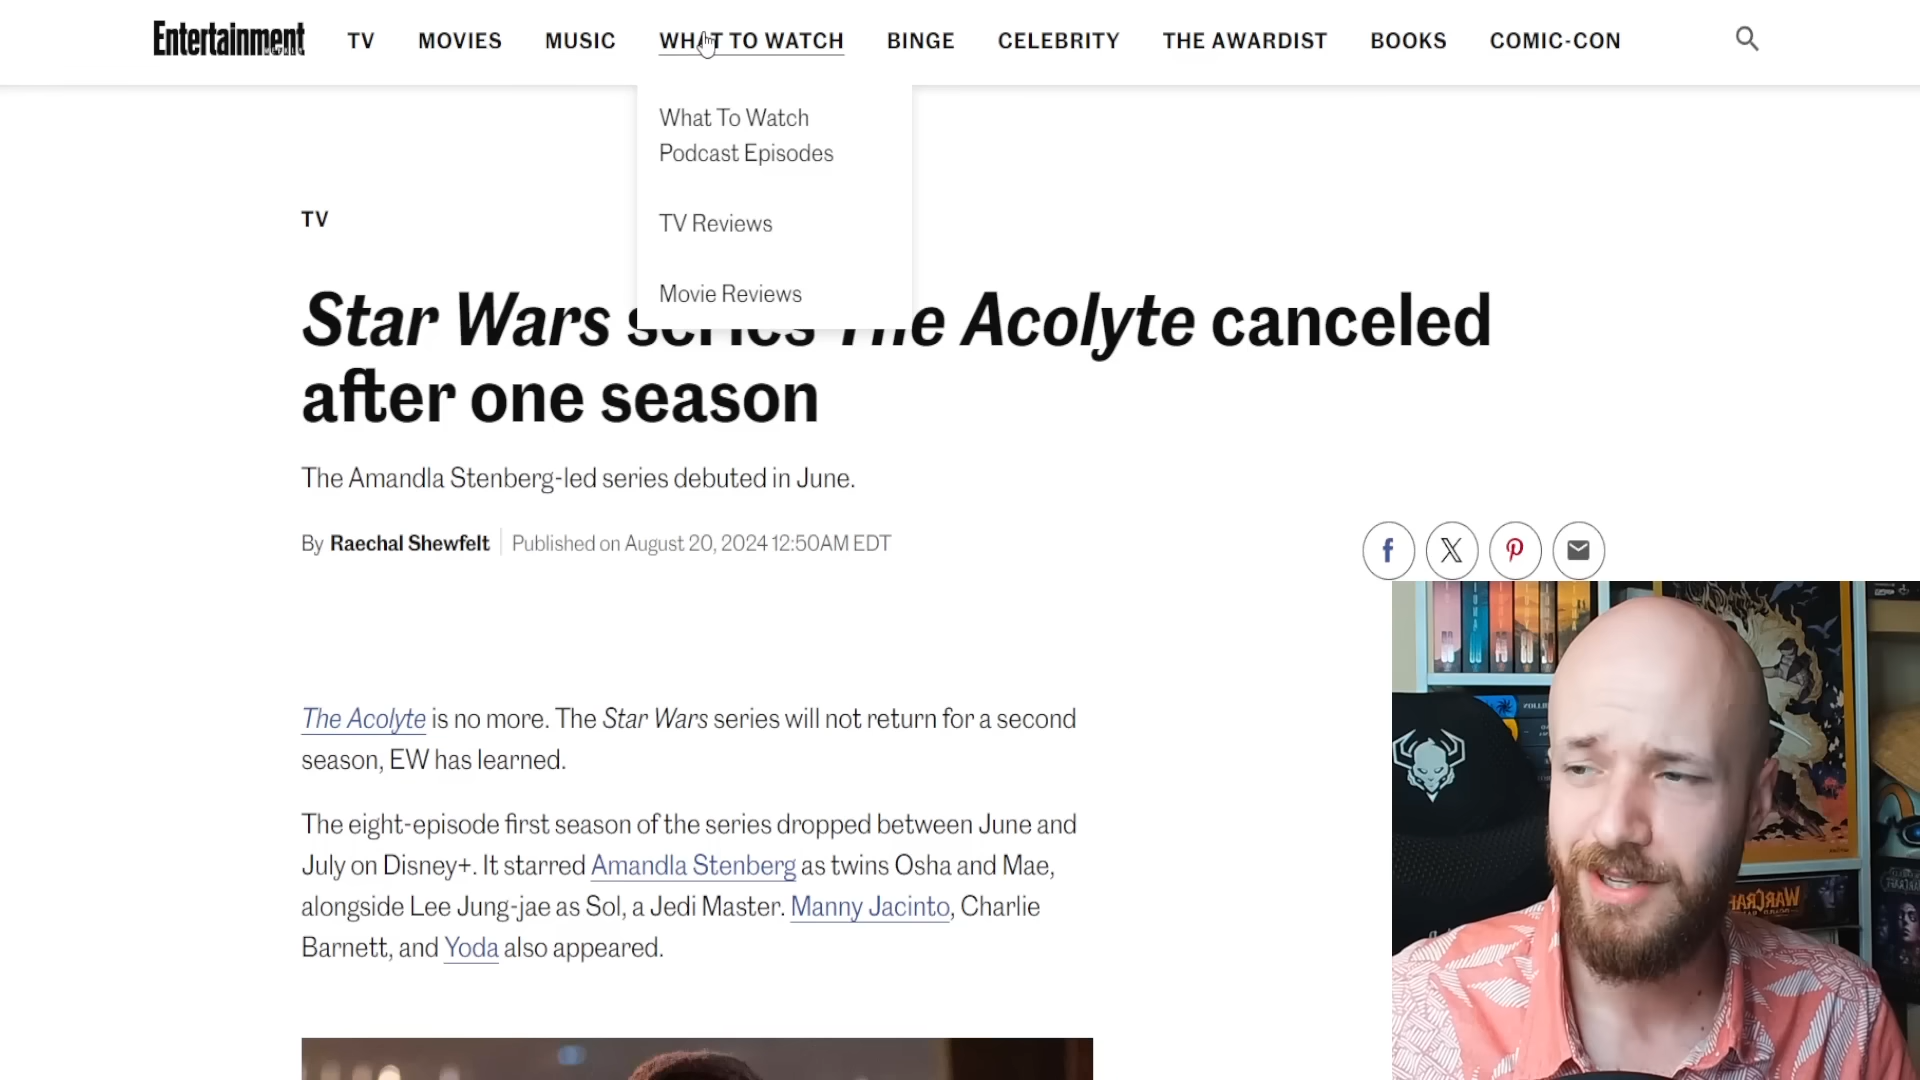 Entertainment
TV
MOVIES
MUSIC
WHAT TO WATCH
BINGE
CELEBRITY
THE AWARDIST
BOOKS
COMIC-CON
What To Watch
Podcast Episodes
TV Reviews
Movie Reviews
TV
Star Wars series The Acolyte canceled
after one season
The Amandla Stenberg-led series debuted in June.
By Raechal Shewfelt
Published on August 20, 2024 12:50AM EDT
f
X
The Acolyte is no more. The Star Wars series will not return for a second
season, EW has learned.
The eight-episode first season of the series dropped between June and
July on Disney+. It starred Amandla Stenberg as twins Osha and Mae,
alongside Lee Jung-jae as Sol, a Jedi Master. Manny Jacinto, Charlie
Barnett, and Yoda also appeared.
WARCRAFT